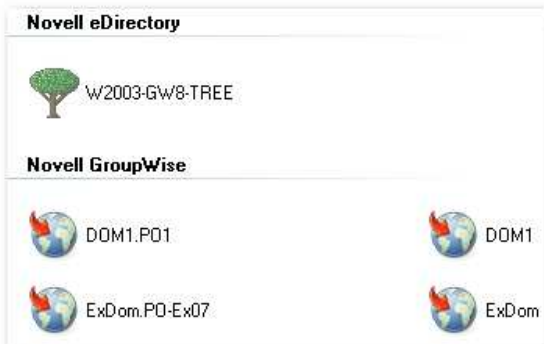 Novell eDirectory
W2003-GW8-TREE
Novell GroupWise
DOM1.PO1 DOM1
ExDom.PO-Ex07 ExDom